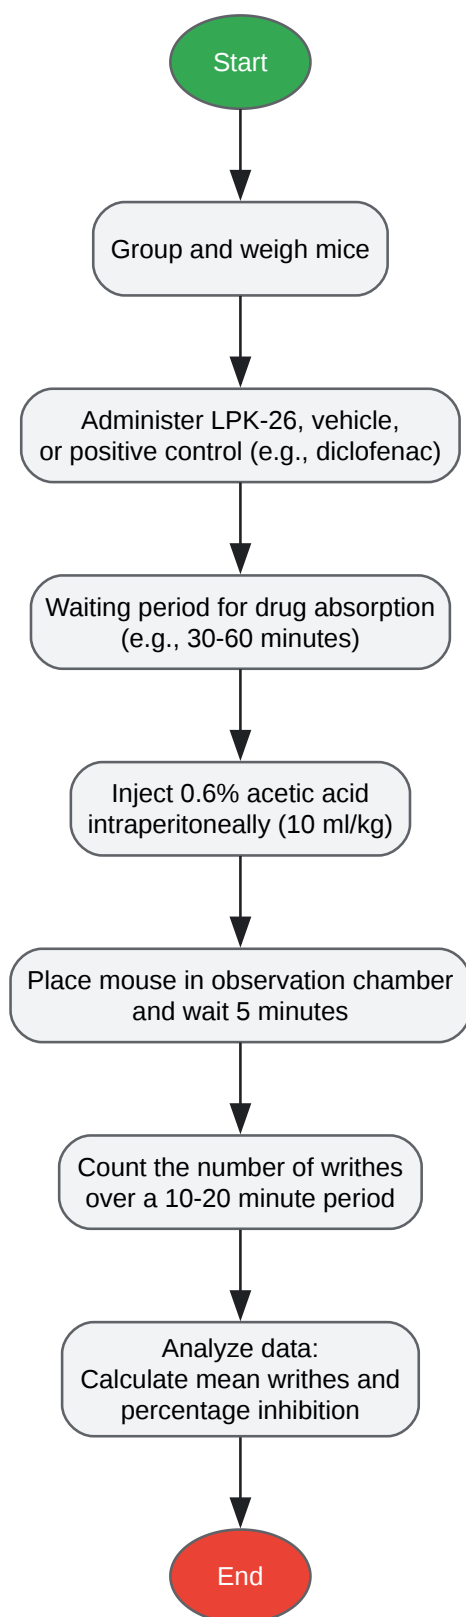 Start
Group and weigh mice
Administer LPK-26, vehicle,
or positive control (e.g., diclofenac)
Waiting period for drug absorption
(e.g., 30-60 minutes)
Inject 0.6% acetic acid
intraperitoneally (10 ml/kg)
Place mouse in observation chamber
and wait 5 minutes
Count the number of writhes
over a 10-20 minute period
Analyze data:
Calculate mean writhes and
percentage inhibition
End